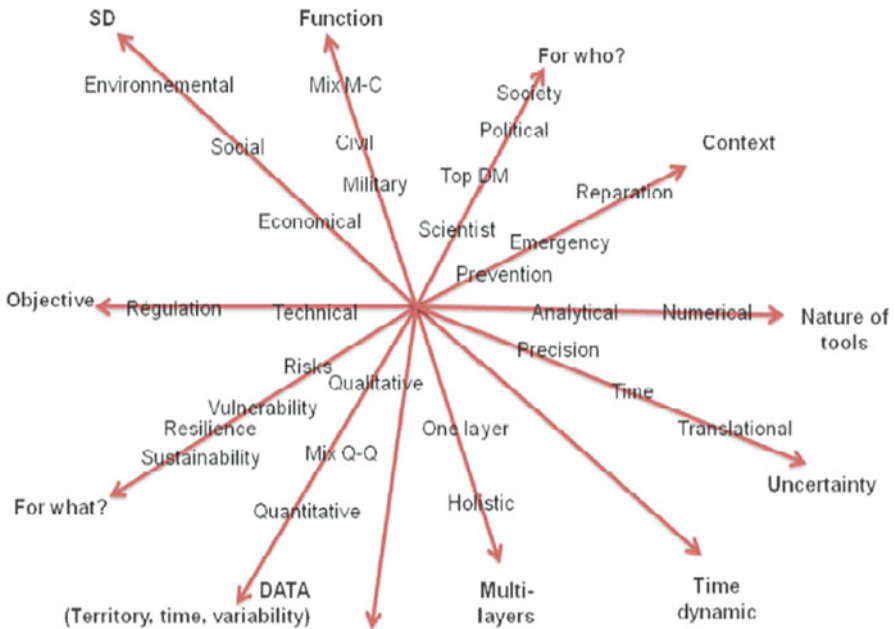 SD
Function
For who?
Environnemental
Mix M-C
Society
Political
Context
Civil
Social
Top DM
Military
Reparation
Economical
Scientist
Emergency
Prevention
Objective
Régulation
Technical
Analytical
Numerical
Nature of
tools
Precision
Risks
Qualitative
Time
Vulnerability
Resilience
One layer
Translational
Sustainability
Mix Q-Q
Uncertainty
For what?
Quantitative
Holistic
DATA
(Territory, time, variability)
Multi-
layers
Time
dynamic